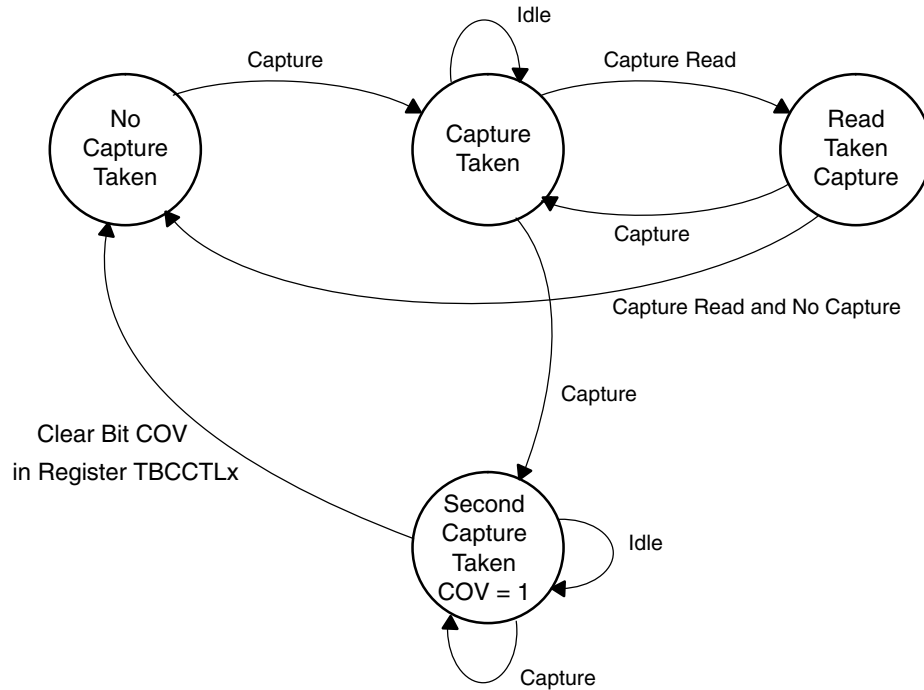 Idle
Capture
Capture Read
No
Capture
Taken
Capture
Taken
Read
Taken
Capture
Capture
Capture Read and No Capture
Capture
Clear Bit COV
in Register TBCCTLx
Second
Capture
Taken
COV = 1
Idle
Capture